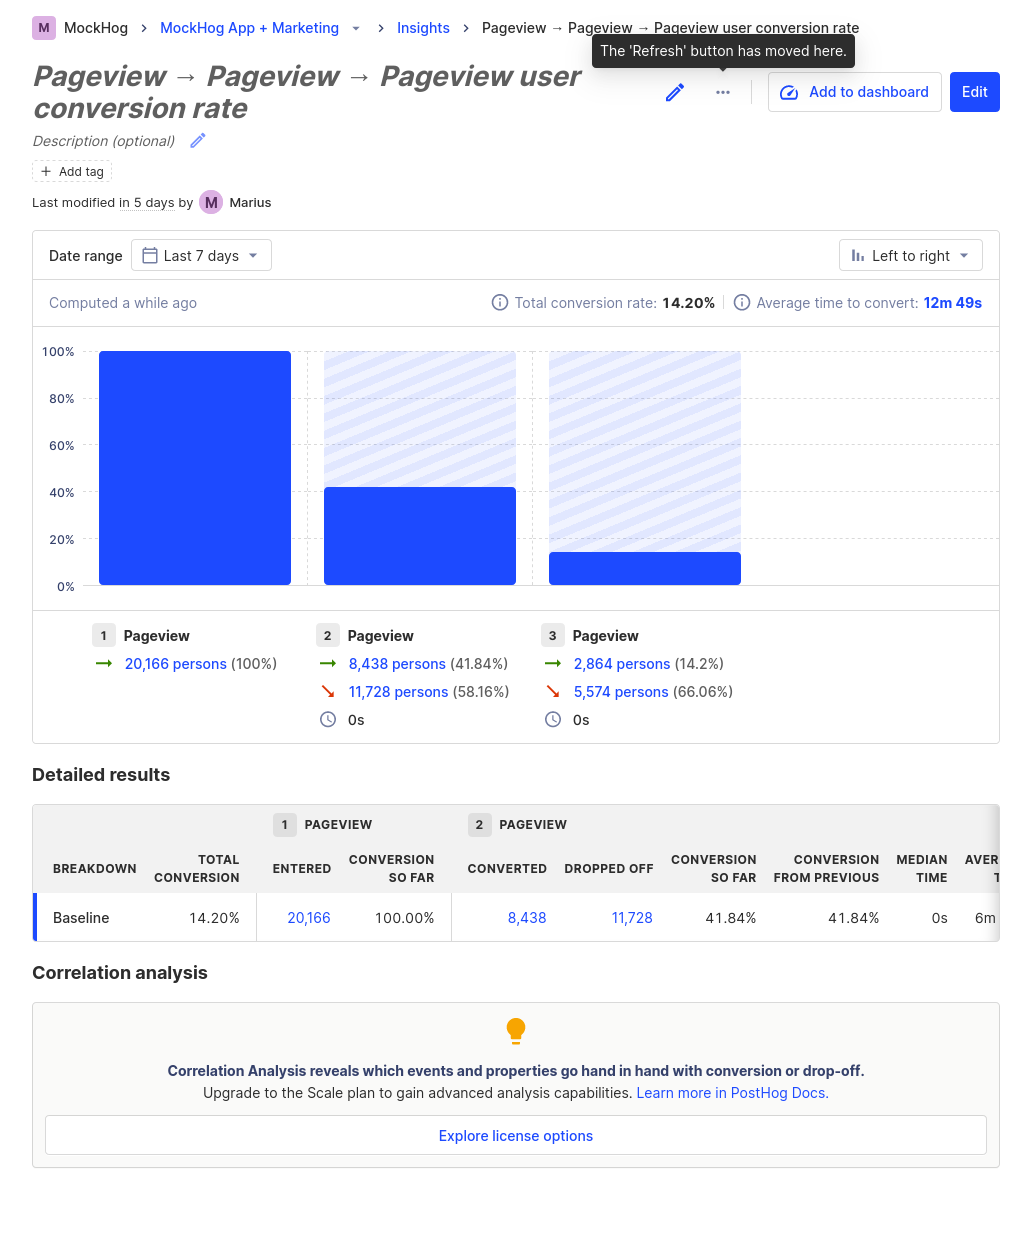 M MockHog > MockHog App + Marketing > Insights > Pageview → Pageview → Pageview user conversion rate
The 'Refresh' button has moved here.
Pageview → Pageview → Pageview user
conversion rate
Add to dashboard
Edit
Description (optional)
+ Add tag
Last modified in 5 days by M Marius
Date range Last 7 days Left to right
Computed a while ago Total conversion rate: 14.20% Average time to convert: 12m 49s
100%
80%
60%
40%
20%
0%
1 Pageview
20,166 persons (100%)
2 Pageview
8,438 persons (41.84%)
11,728 persons (58.16%)
0s
3 Pageview
2,864 persons (14.2%)
5,574 persons (66.06%)
0s
Detailed results
1 PAGEVIEW 2 PAGEVIEW
BREAKDOWN TOTAL CONVERSION ENTERED CONVERSION SO FAR CONVERTED DROPPED OFF CONVERSION SO FAR CONVERSION FROM PREVIOUS MEDIAN TIME AVER T
Baseline 14.20% 20,166 100.00% 8,438 11,728 41.84% 41.84% 0s 6m
Correlation analysis
Correlation Analysis reveals which events and properties go hand in hand with conversion or drop-off.
Upgrade to the Scale plan to gain advanced analysis capabilities. Learn more in PostHog Docs.
Explore license options